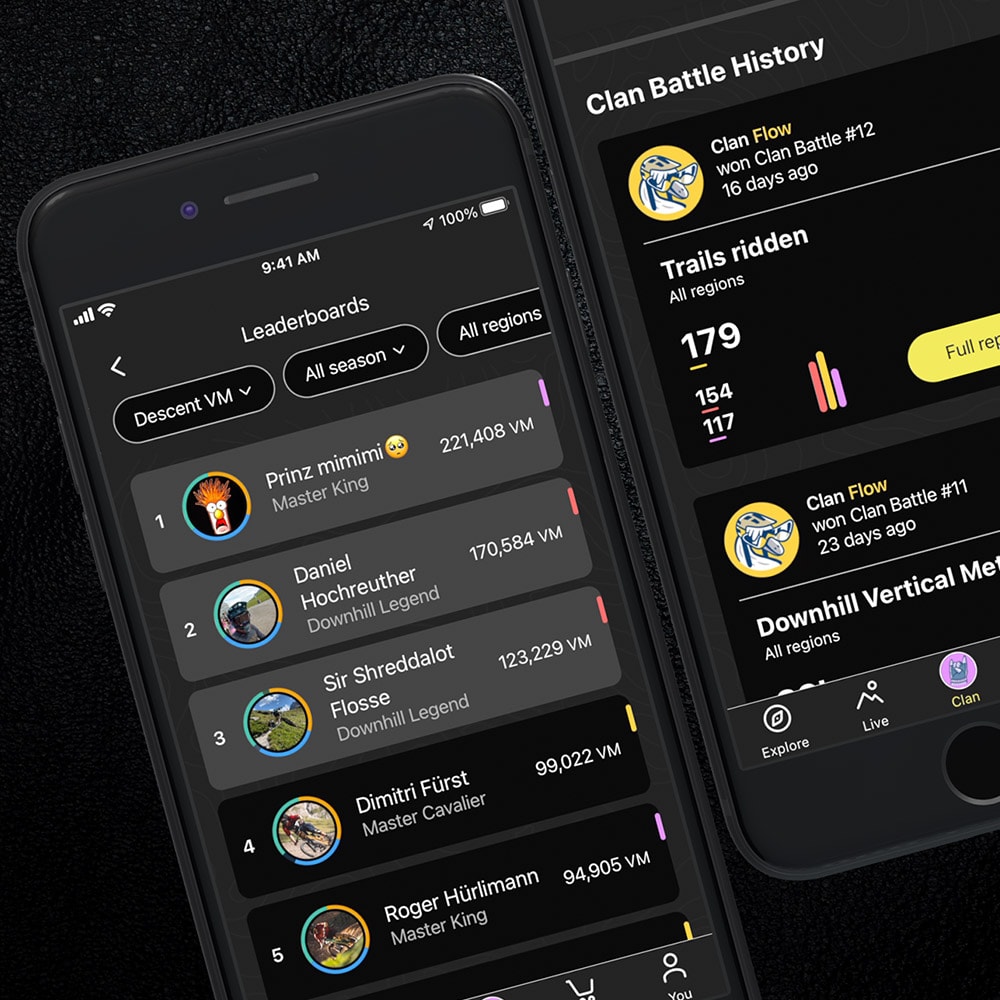 9:41 AM
100%
Leaderboards
Descent VM
All season
All regions
1
Prinz mimimi🥺
Master King
221,408 VM
2
Daniel
Hochreuther
Downhill Legend
170,584 VM
3
Sir Shreddalot
Flosse
Downhill Legend
123,229 VM
4
Dimitri Fürst
Master Cavalier
99,022 VM
5
Roger Hürlimann
Master King
94,905 VM
You
Clan Battle History
Clan Flow
won Clan Battle #12
16 days ago
Trails ridden
All regions
179
154
117
Full
Clan Flow
won Clan Battle #11
23 days ago
Downhill Vertical
All regions
Explore
Live
Clan